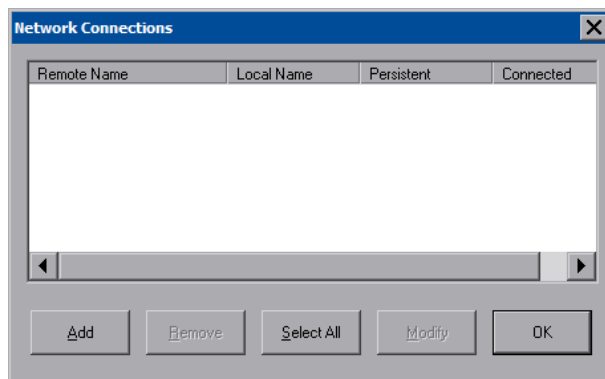 Network Connections
Remote Name Local Name Persistent Connected
Add Remove Select All Modify OK